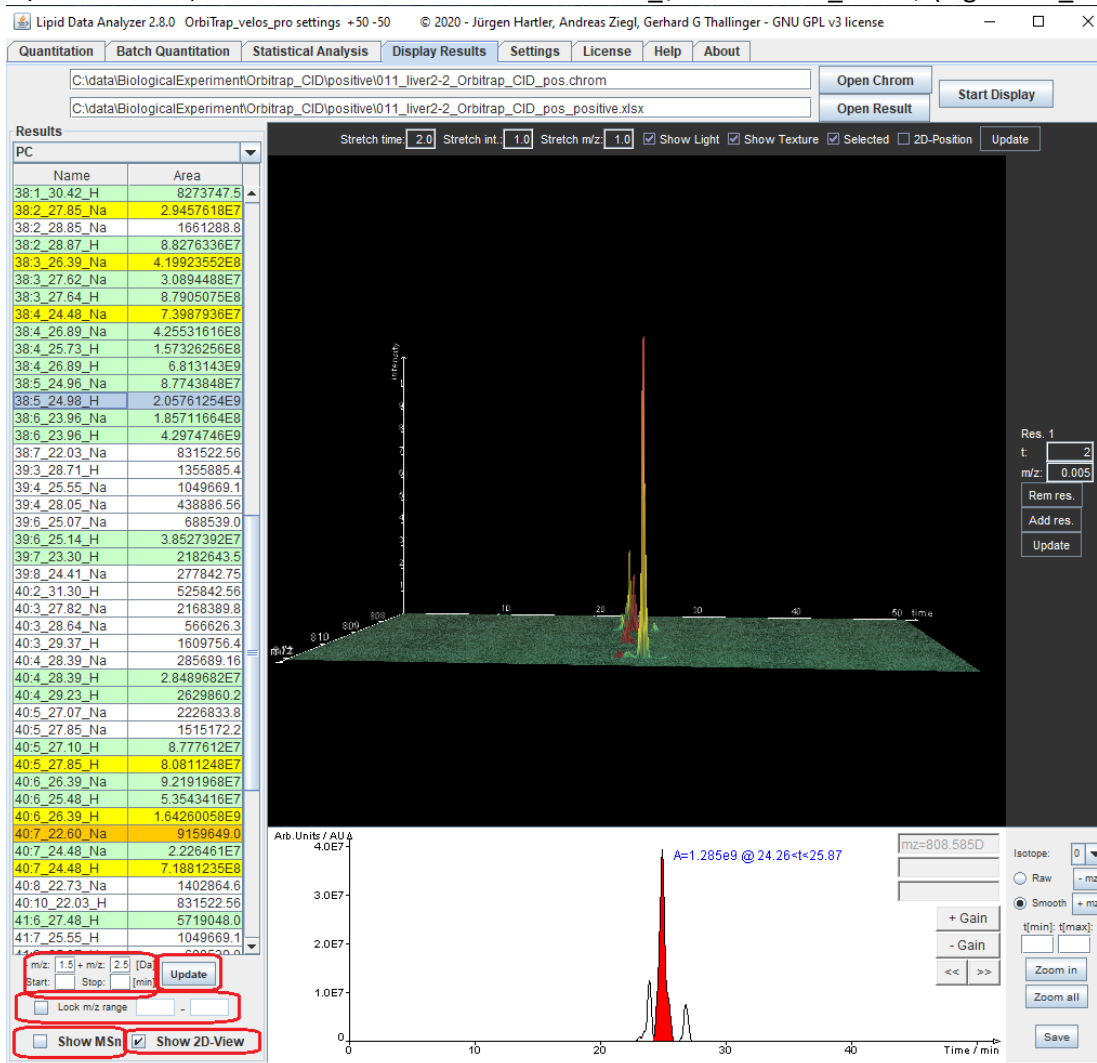 Lipid Data Analyzer 2.8.0 OrbiTrap_velos_pro settings +50 -50 © 2020 - Jürgen Hartler, Andreas Ziegl, Gerhard G Thallinger - GNU GPL v3 license
Quantitation Batch Quantitation Statistical Analysis Display Results Settings License Help About
C:\data\BiologicalExperiment\Orbitrap_CID\positive\011_liver2-2_Orbitrap_CID_pos.chrom Open Chrom
Start Display
C:\data\BiologicalExperiment\Orbitrap_CID\positive\011_liver2-2_Orbitrap_CID_pos_positive.xlsx Open Result
Results
Stretch time: 2.0 Stretch int.: 1.0 Stretch m/z: 1.0 Show Light Show Texture Selected 2D-Position Update
PC
Name Area
38:1_30.42_H 8273747.5
38:2_27.85_Na 2.9457618E7
38:2_28.85_Na 1661288.8
38:2_28.87_H 8.8276336E7
38:3_26.39_Na 4.19923552E8
38:3_27.62_Na 3.0894488E7
38:3_27.64_H 8.7905075E8
38:4_24.48_Na 7.3987936E7
38:4_26.89_Na 4.25531616E8
38:4_25.73_H 1.57326256E8
38:4_26.89_H 6.813143E9
38:5_24.96_Na 8.7743848E7
38:5_24.98_H 2.05761254E9
38:6_23.96_Na 1.85711664E8
38:6_23.96_H 4.2974746E9
38:7_22.03_Na 831522.56
39:3_28.71_H 1355885.4
39:4_25.55_Na 1049669.1
39:4_28.05_Na 438886.56
39:6_25.07_Na 688539.0
39:6_25.14_H 3.8527392E7
39:7_23.30_H 2182643.5
39:8_24.41_Na 277842.75
40:2_31.30_H 525842.56
40:3_27.82_Na 2168389.8
40:3_28.64_Na 566626.3
40:3_29.37_H 1609756.4
40:4_28.39_Na 285689.16
40:4_28.39_H 2.8489682E7
40:4_29.23_H 2629860.2
40:5_27.07_Na 2226833.8
40:5_27.85_Na 1515172.2
40:5_27.10_H 8.777612E7
40:5_27.85_H 8.0811248E7
40:6_26.39_Na 9.2191968E7
40:6_25.48_H 5.3543416E7
40:6_26.39_H 1.64260058E9
40:7_22.60_Na 9159649.0
40:7_24.48_Na 2.226461E7
40:7_24.48_H 7.1881235E8
40:8_22.73_Na 1402864.6
40:10_22.03_H 831522.56
41:6_27.48_H 5719048.0
41:7_25.55_H 1049669.1
- m/z: 1.5 + m/z: 2.5 [Da] Update
Start: Stop: [min]
Lock m/z range -
Show MSn Show 2D-View
intensity
10 20 30 40 50 time
808 809 810
m/z
Res. 1
t: 2
m/z: 0.005
Rem res.
Add res.
Update
Arb.Units / AU
4.0E7
3.0E7
2.0E7
1.0E7
0
0 10 20 30 40 Time / min
A=1.285e9 @ 24.26<t<25.87
mz=808.585D
+ Gain
- Gain
<< >>
Isotope: 0
Raw - mz
Smooth + mz
t[min]: t[max]:
Zoom in
Zoom all
Save